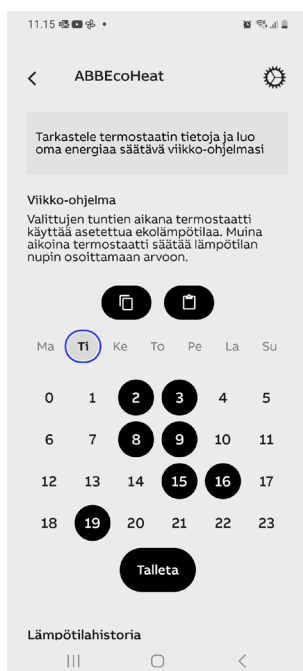 11.15
ABBEcoHeat
Tarkastele termostaatin tietoja ja luo
oma energiaa säätävä viikko-ohjelmasi
Viikko-ohjelma
Valittujen tuntien aikana termostaatti
käyttää asetettua ekolämpötilaa. Muina
aikoina termostaatti säätää lämpötilan
nupin osoittamaan arvoon.
Ma Ti Ke To Pe La Su
0 1 2 3 4 5
6 7 8 9 10 11
12 13 14 15 16 17
18 19 20 21 22 23
Talleta
Lämpötilahistoria